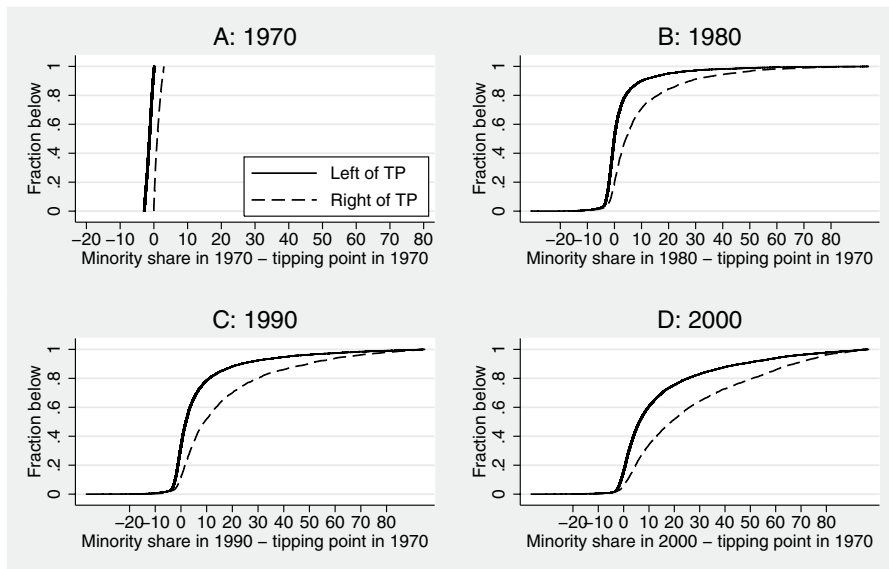 A: 1970
Fraction below
1
.8
.6
.4
.2
0
Left of TP
Right of TP
−20 −10 0 10 20 30 40 50 60 70 80
Minority share in 1970 − tipping point in 1970
B: 1980
Fraction below
1
.8
.6
.4
.2
0
−20 −10 0 10 20 30 40 50 60 70 80
Minority share in 1980 − tipping point in 1970
C: 1990
Fraction below
1
.8
.6
.4
.2
0
−20 −10 0 10 20 30 40 50 60 70 80
Minority share in 1990 − tipping point in 1970
D: 2000
Fraction below
1
.8
.6
.4
.2
0
−20 −10 0 10 20 30 40 50 60 70 80
Minority share in 2000 − tipping point in 1970